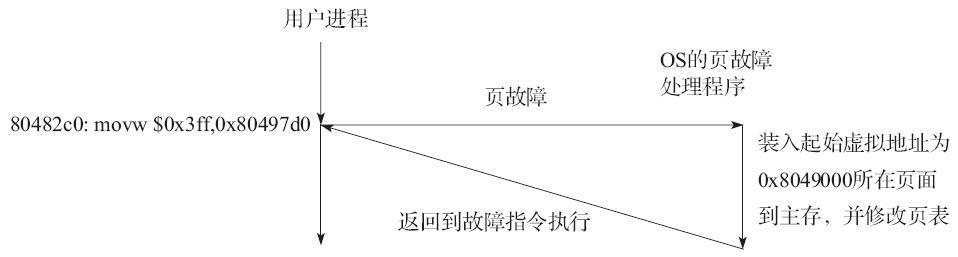 用户进程
OS的页故障
处理程序
页故障
80482c0: movw $0x3ff,0x80497d0
装入起始虚拟地址为
0x8049000所在页面
到主存，并修改页表
返回到故障指令执行